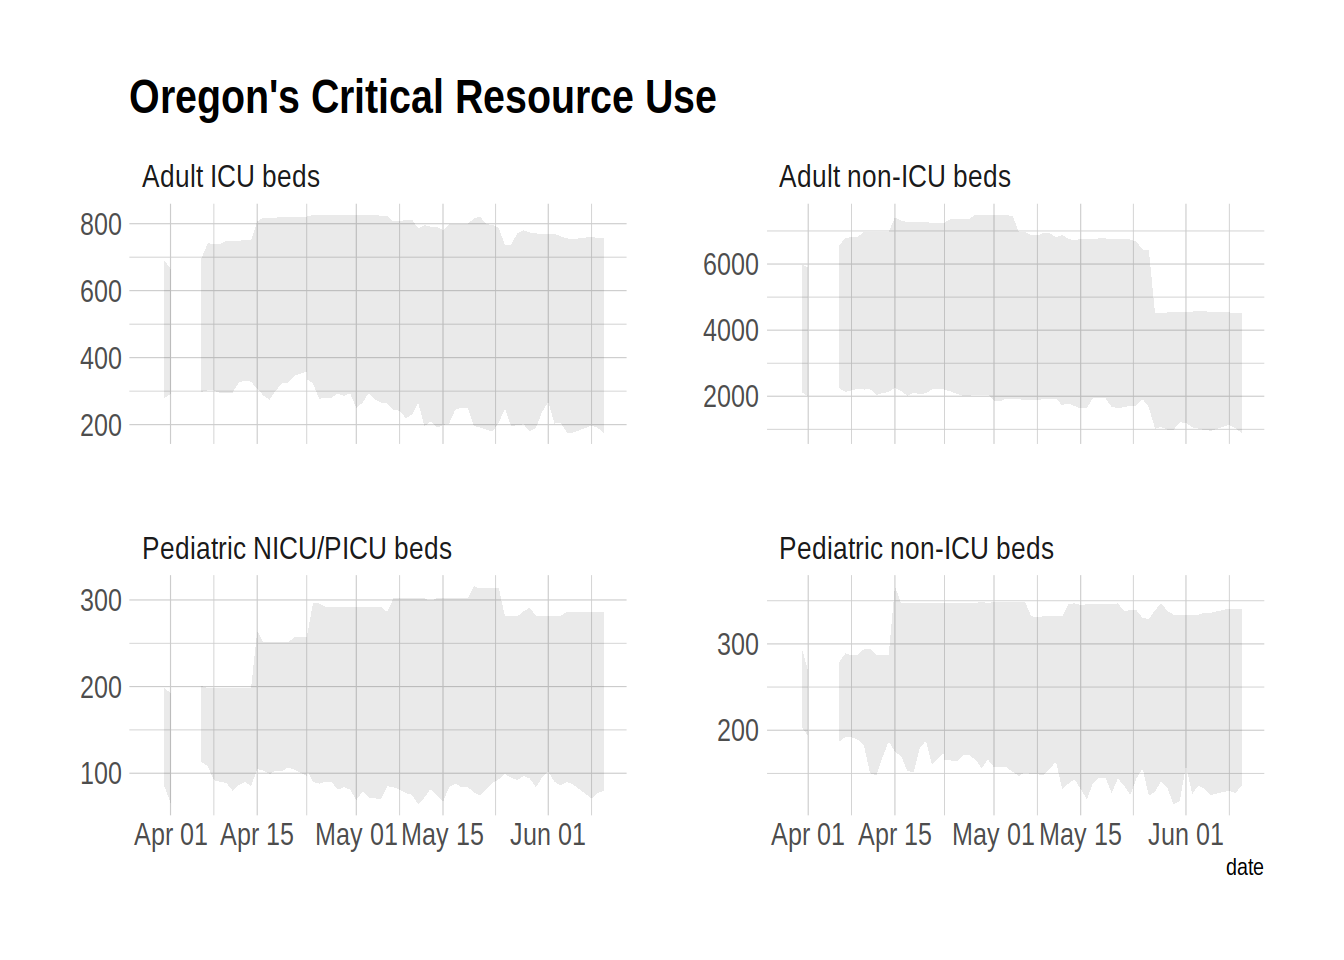 Oregon's Critical Resource Use
Adult ICU beds
800
600
400
200
Adult non-ICU beds
6000
4000
2000
Pediatric NICU/PICU beds
300
200
100
Apr 01 Apr 15 May 01 May 15 Jun 01
Pediatric non-ICU beds
300
200
Apr 01 Apr 15 May 01 May 15 Jun 01
date